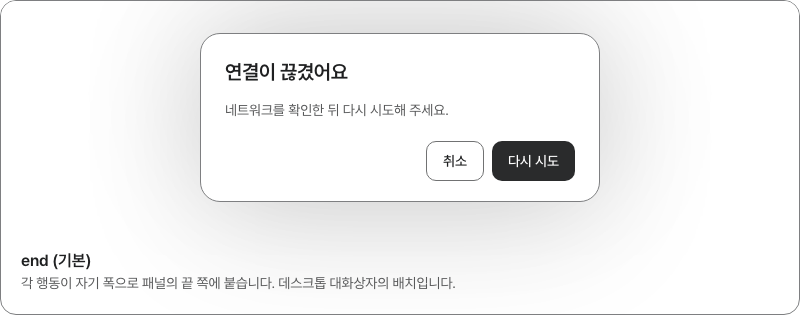 연결이 끊겼어요
네트워크를 확인한 뒤 다시 시도해 주세요.
취소
다시 시도
end (기본)
각 행동이 자기 폭으로 패널의 끝 쪽에 붙습니다. 데스크톱 대화상자의 배치입니다.